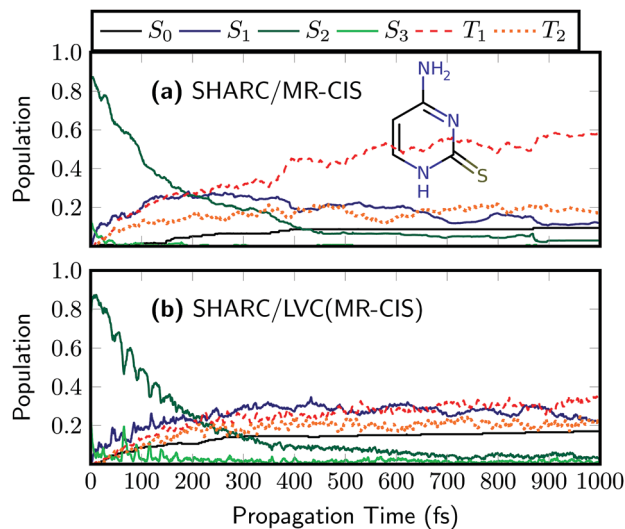 S₀ S₁ S₂ S₃ T₁ T₂
1.0
0.8
0.6
0.4
0.2
Population
(a) SHARC/MR-CIS
NH₂
N
N
H
S
1.0
0.8
0.6
0.4
0.2
Population
(b) SHARC/LVC(MR-CIS)
0 100 200 300 400 500 600 700 800 900 1000
Propagation Time (fs)